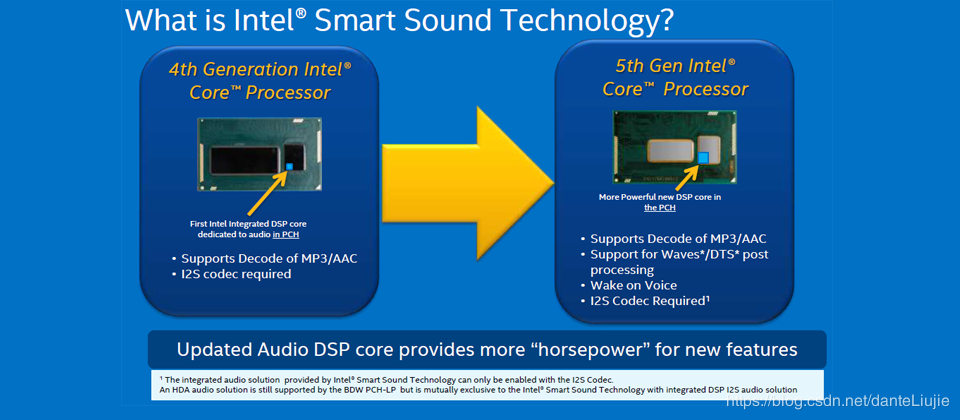 What is Intel® Smart Sound Technology?
4th Generation Intel®
Core™ Processor
First Intel Integrated DSP core
dedicated to audio in PCH
• Supports Decode of MP3/AAC
• I2S codec required
5th Gen Intel®
Core™ Processor
More Powerful new DSP core in
the PCH
• Supports Decode of MP3/AAC
• Support for Waves*/DTS* post
processing
• Wake on Voice
• I2S Codec Required¹
Updated Audio DSP core provides more “horsepower” for new features
¹ The integrated audio solution provided by Intel® Smart Sound Technology can only be enabled with the I2S Codec.
An HDA audio solution is still supported by the BDW PCH-LP but is mutually exclusive to the Intel® Smart Sound Technology with integrated DSP I2S audio solution
https://blog.csdn.net/danteLiujie